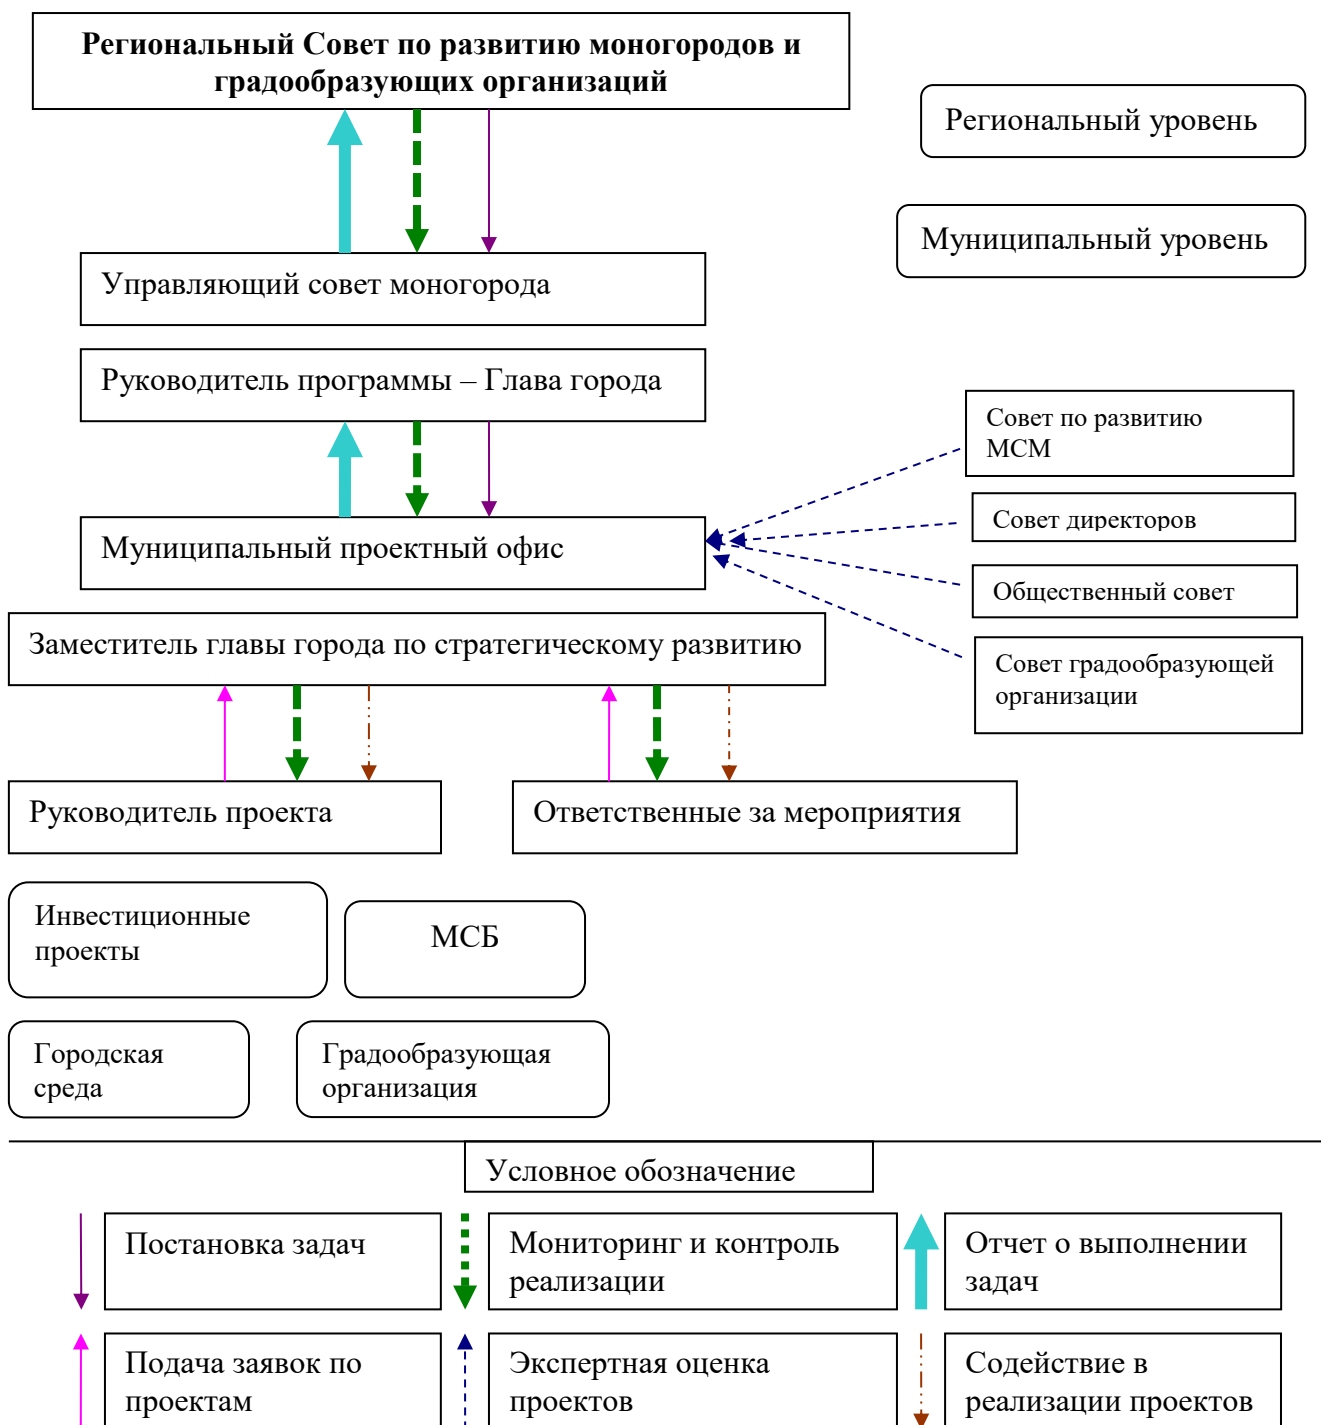 Региональный Совет по развитию моногородов и
градообразующих организаций
Региональный уровень
Муниципальный уровень
Управляющий совет моногорода
Руководитель программы – Глава города
Совет по развитию
МСМ
Совет директоров
Муниципальный проектный офис
Общественный совет
Заместитель главы города по стратегическому развитию
Совет градообразующей
организации
Руководитель проекта
Ответственные за мероприятия
Инвестиционные
проекты
МСБ
Городская
среда
Градообразующая
организация
Условное обозначение
Постановка задач
Мониторинг и контроль
реализации
Отчет о выполнении
задач
Подача заявок по
проектам
Экспертная оценка
проектов
Содействие в
реализации проектов